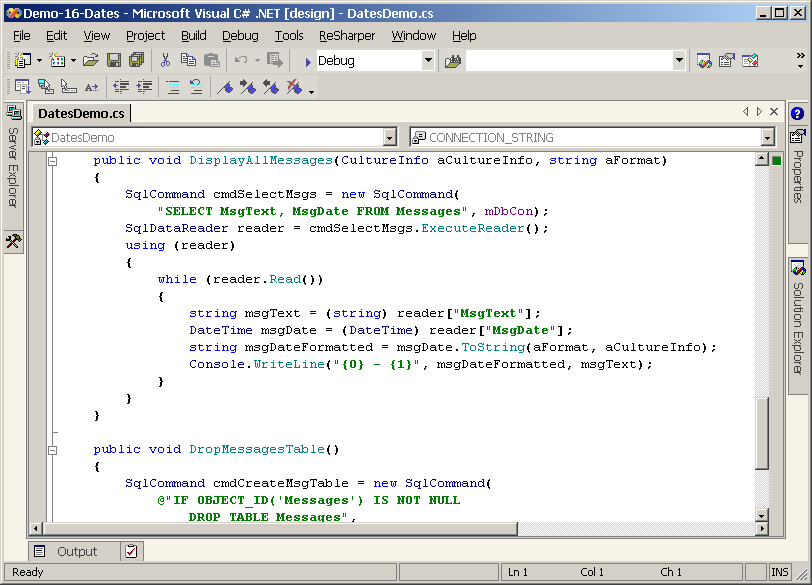 Demo-16-Dates - Microsoft Visual C# .NET [design] - DatesDemo.cs
File Edit View Project Build Debug Tools ReSharper Window Help
Debug
DatesDemo.cs
DatesDemo CONNECTION_STRING
Server Explorer
Properties
Solution Explorer
public void DisplayAllMessages(CultureInfo aCultureInfo, string aFormat)
{
SqlCommand cmdSelectMsgs = new SqlCommand(
"SELECT MsgText, MsgDate FROM Messages", mDbCon);
SqlDataReader reader = cmdSelectMsgs.ExecuteReader();
using (reader)
{
while (reader.Read())
{
string msgText = (string) reader["MsgText"];
DateTime msgDate = (DateTime) reader["MsgDate"];
string msgDateFormatted = msgDate.ToString(aFormat, aCultureInfo);
Console.WriteLine("{0} - {1}", msgDateFormatted, msgText);
}
}
}
public void DropMessagesTable()
{
SqlCommand cmdCreateMsgTable = new SqlCommand(
@"IF OBJECT_ID('Messages') IS NOT NULL
DROP TABLE Messages",
Output
Ready Ln 1 Col 1 Ch 1 INS